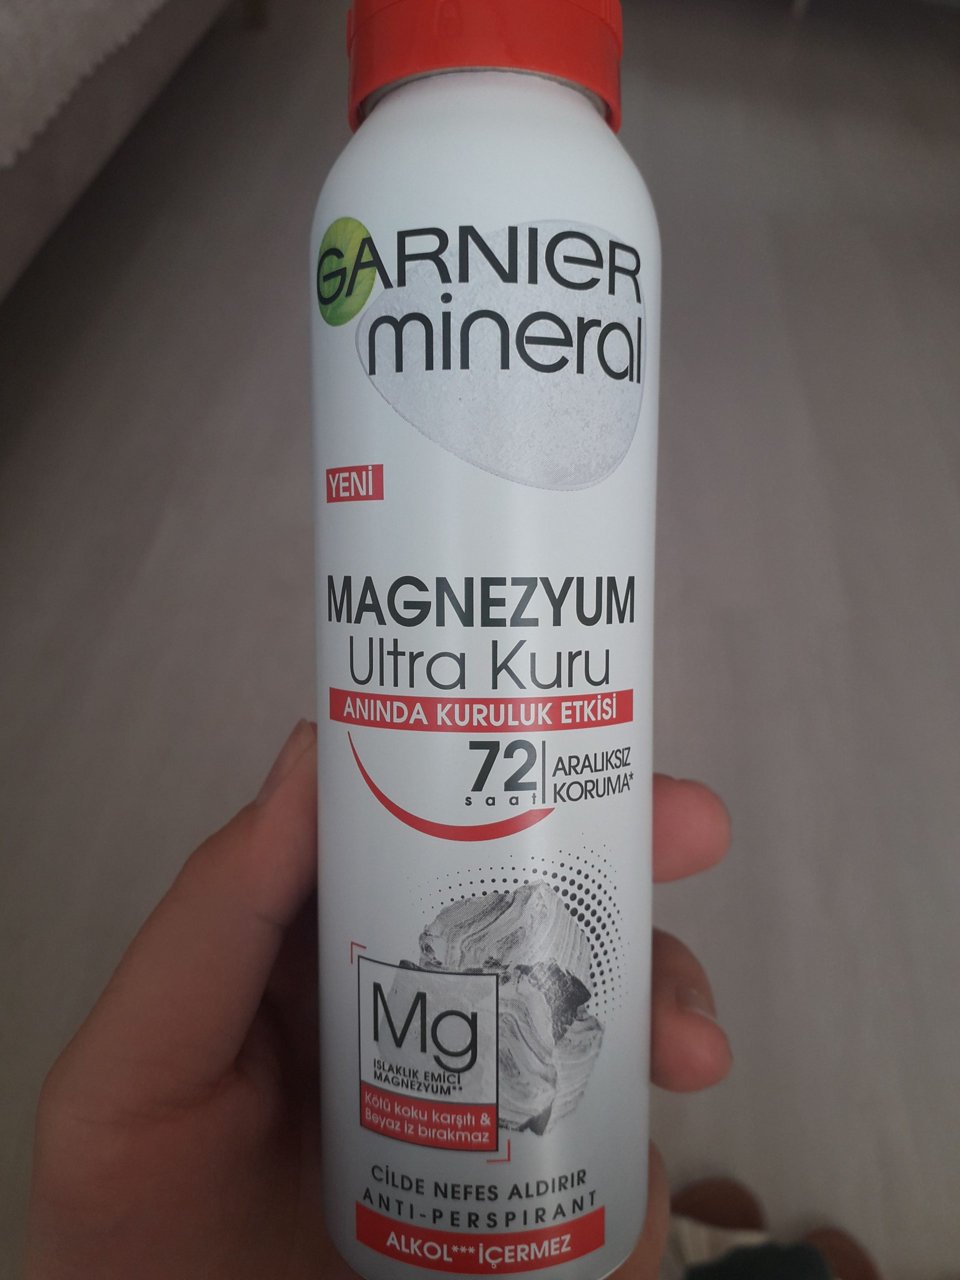 GARNIER
mineral
YENİ
MAGNEZYUM
Ultra Kuru
ANINDA KURULUK ETKİSİ
72
saat
ARALIKSIZ
KORUMA*
Mg
ISLAKLIK EMİCİ
MAGNEZYUM**
Kötü koku karşıtı &
Beyaz iz bırakmaz
CİLDE NEFES ALDIRIR
ANTI-PERSPIRANT
ALKOL***İÇERMEZ